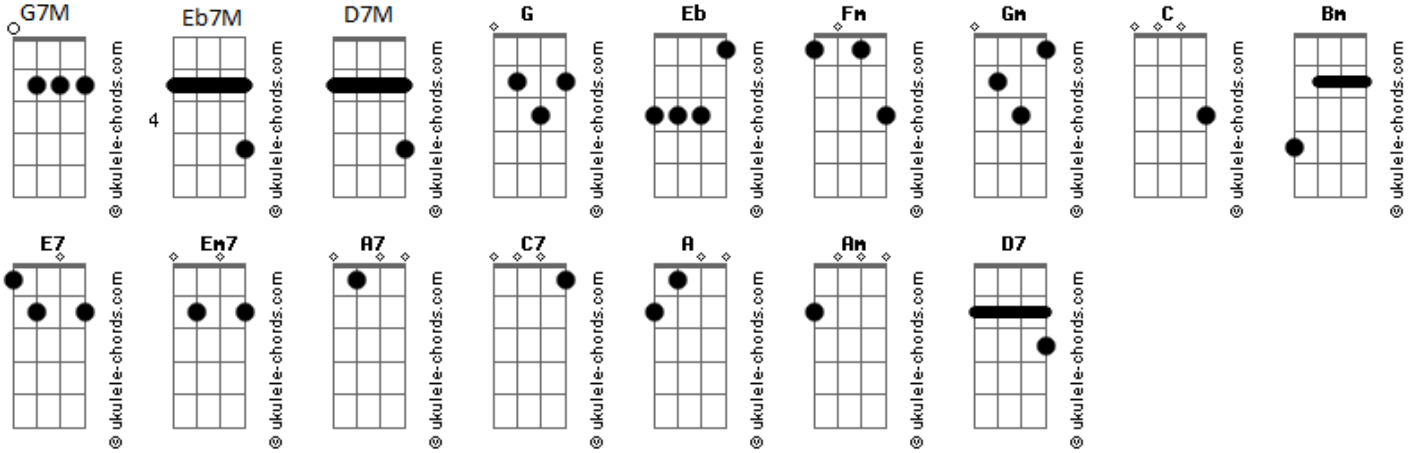 G7M Eb7M D7M G Eb Fm Gm C Bm
4
© ukulele-chords.com © ukulele-chords.com © ukulele-chords.com © ukulele-chords.com © ukulele-chords.com © ukulele-chords.com © ukulele-chords.com © ukulele-chords.com © ukulele-chords.com
E7 Em7 A7 C7 A Am D7
© ukulele-chords.com © ukulele-chords.com © ukulele-chords.com © ukulele-chords.com © ukulele-chords.com © ukulele-chords.com © ukulele-chords.com